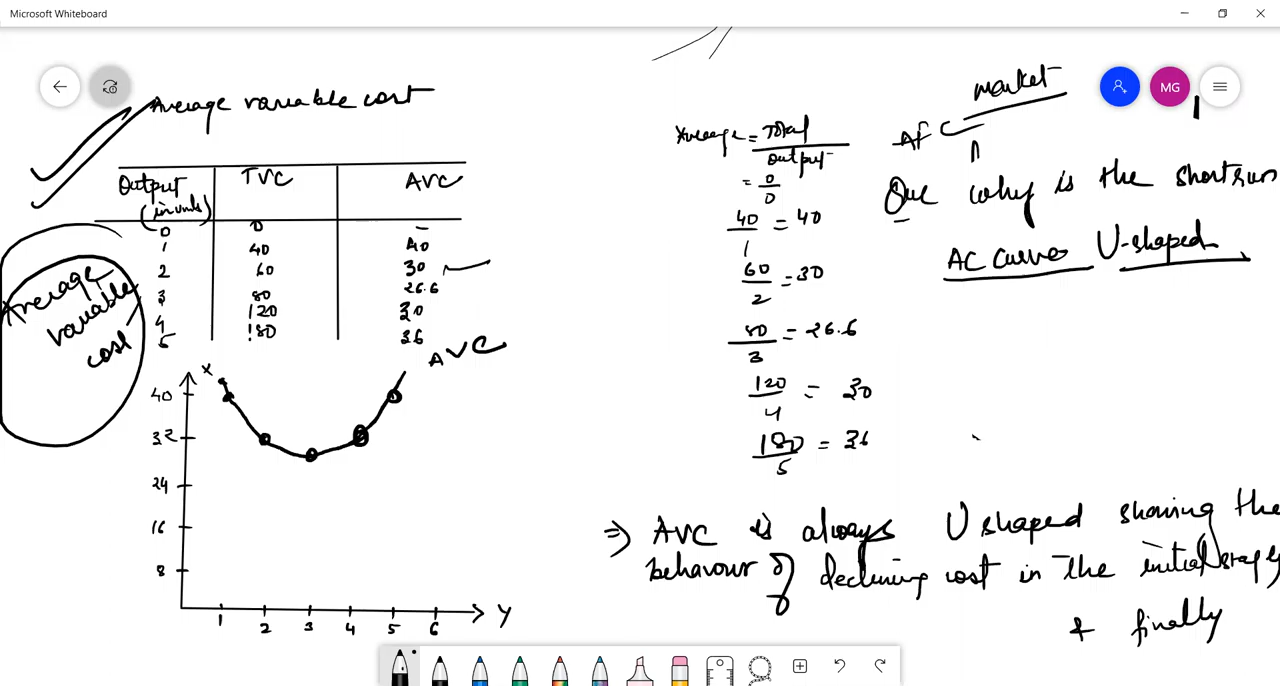 Microsoft Whiteboard
MG
Average variable cost
Output (in units) TVC AVC
0 0 -
1 40 40
2 60 30
3 80 26.6
4 120 30
5 180 36
Average
variable
cost
AVC
X
40
32
24
16
8
1 2 3 4 5 6 Y
Average = Total
output
= 0
0
40 = 40
1
60 = 30
2
80 = 26.6
3
120 = 30
4
180 = 36
5
market
AF
Que why is the shortrun
AC curves U-shaped
⇒ AVC is always U shaped showing the
behavour of declining cost in the initial
& finally